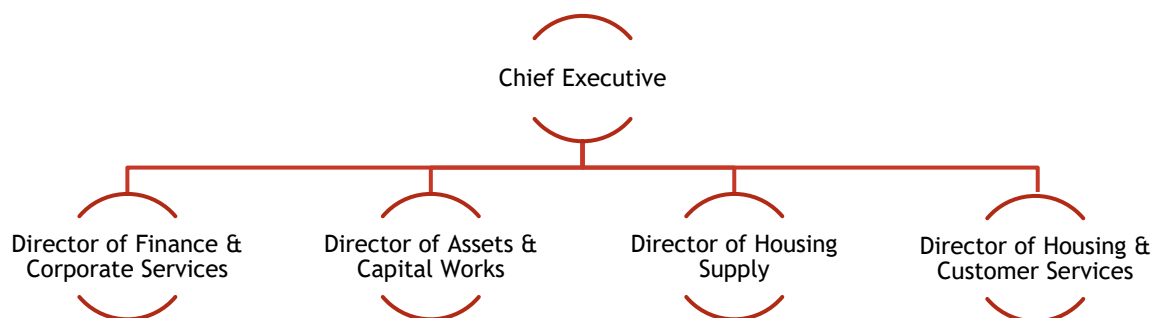 Chief Executive
Director of Finance &
Corporate Services
Director of Assets &
Capital Works
Director of Housing
Supply
Director of Housing &
Customer Services